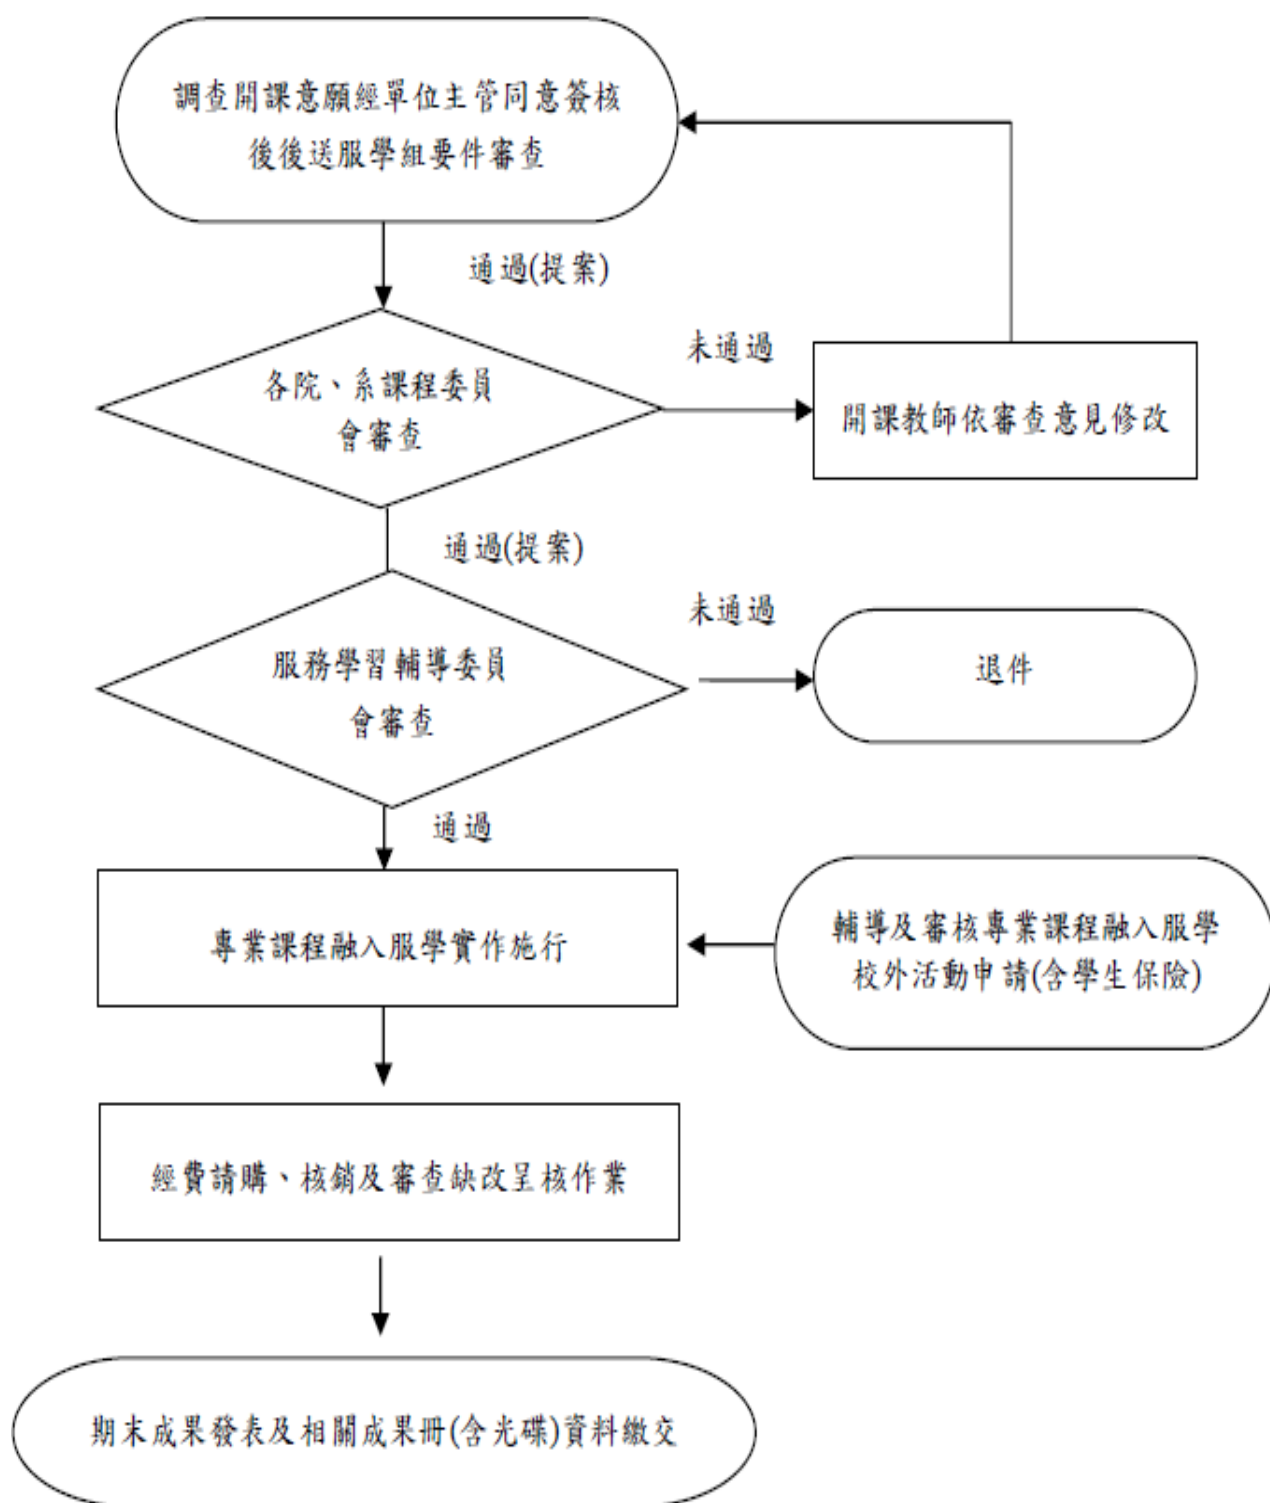 調查開課意願經單位主管同意簽核
後後送服學組要件審查
通過(提案)
各院、系課程委員
會審查
未通過
開課教師依審查意見修改
通過(提案)
服務學習輔導委員
會審查
未通過
退件
通過
專業課程融入服學實作施行
輔導及審核專業課程融入服學
校外活動申請(含學生保險)
經費請購、核銷及審查缺改呈核作業
期末成果發表及相關成果冊(含光碟)資料繳交